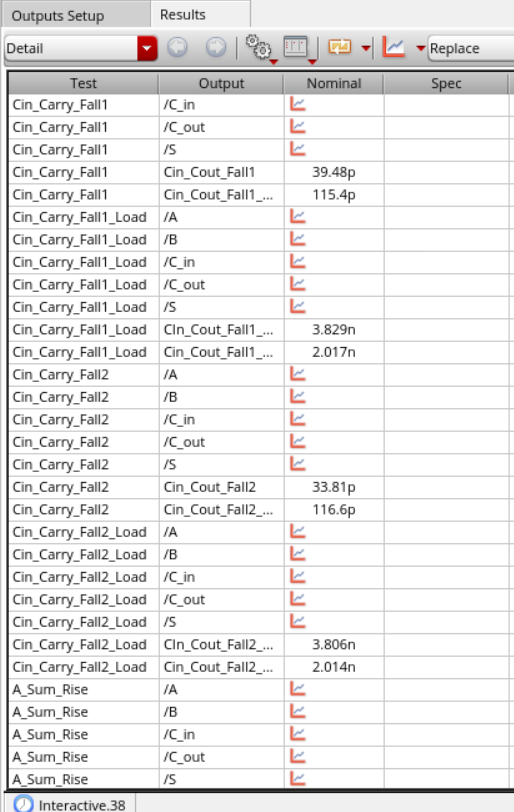 Outputs Setup Results
Detail Replace
Test Output Nominal Spec
Cin_Carry_Fall1 /C_in
Cin_Carry_Fall1 /C_out
Cin_Carry_Fall1 /S
Cin_Carry_Fall1 Cin_Cout_Fall1 39.48p
Cin_Carry_Fall1 Cin_Cout_Fall1_... 115.4p
Cin_Carry_Fall1_Load /A
Cin_Carry_Fall1_Load /B
Cin_Carry_Fall1_Load /C_in
Cin_Carry_Fall1_Load /C_out
Cin_Carry_Fall1_Load /S
Cin_Carry_Fall1_Load CIn_Cout_Fall1_... 3.829n
Cin_Carry_Fall1_Load Cin_Cout_Fall1_... 2.017n
Cin_Carry_Fall2 /A
Cin_Carry_Fall2 /B
Cin_Carry_Fall2 /C_in
Cin_Carry_Fall2 /C_out
Cin_Carry_Fall2 /S
Cin_Carry_Fall2 Cin_Cout_Fall2 33.81p
Cin_Carry_Fall2 Cin_Cout_Fall2_... 116.6p
Cin_Carry_Fall2_Load /A
Cin_Carry_Fall2_Load /B
Cin_Carry_Fall2_Load /C_in
Cin_Carry_Fall2_Load /C_out
Cin_Carry_Fall2_Load /S
Cin_Carry_Fall2_Load CIn_Cout_Fall2_... 3.806n
Cin_Carry_Fall2_Load Cin_Cout_Fall2_... 2.014n
A_Sum_Rise /A
A_Sum_Rise /B
A_Sum_Rise /C_in
A_Sum_Rise /C_out
A_Sum_Rise /S
Interactive.38